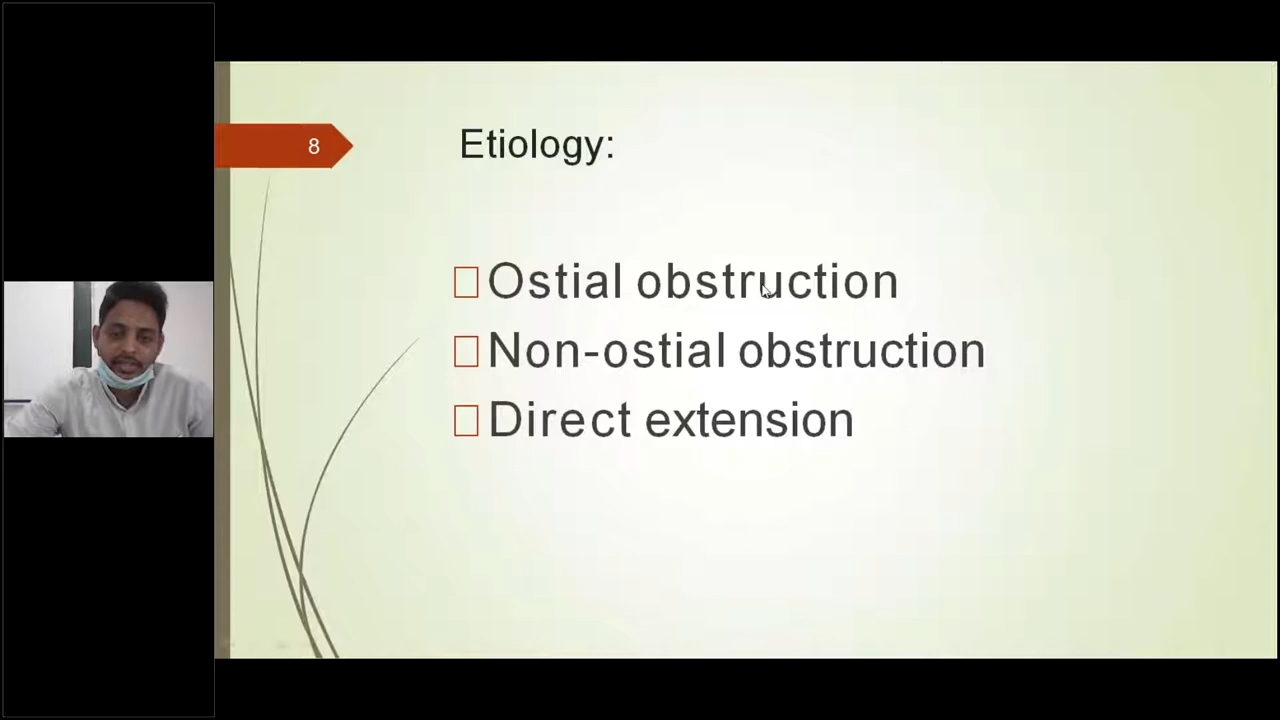 8
Etiology:
Ostial obstruction
Non-ostial obstruction
Direct extension